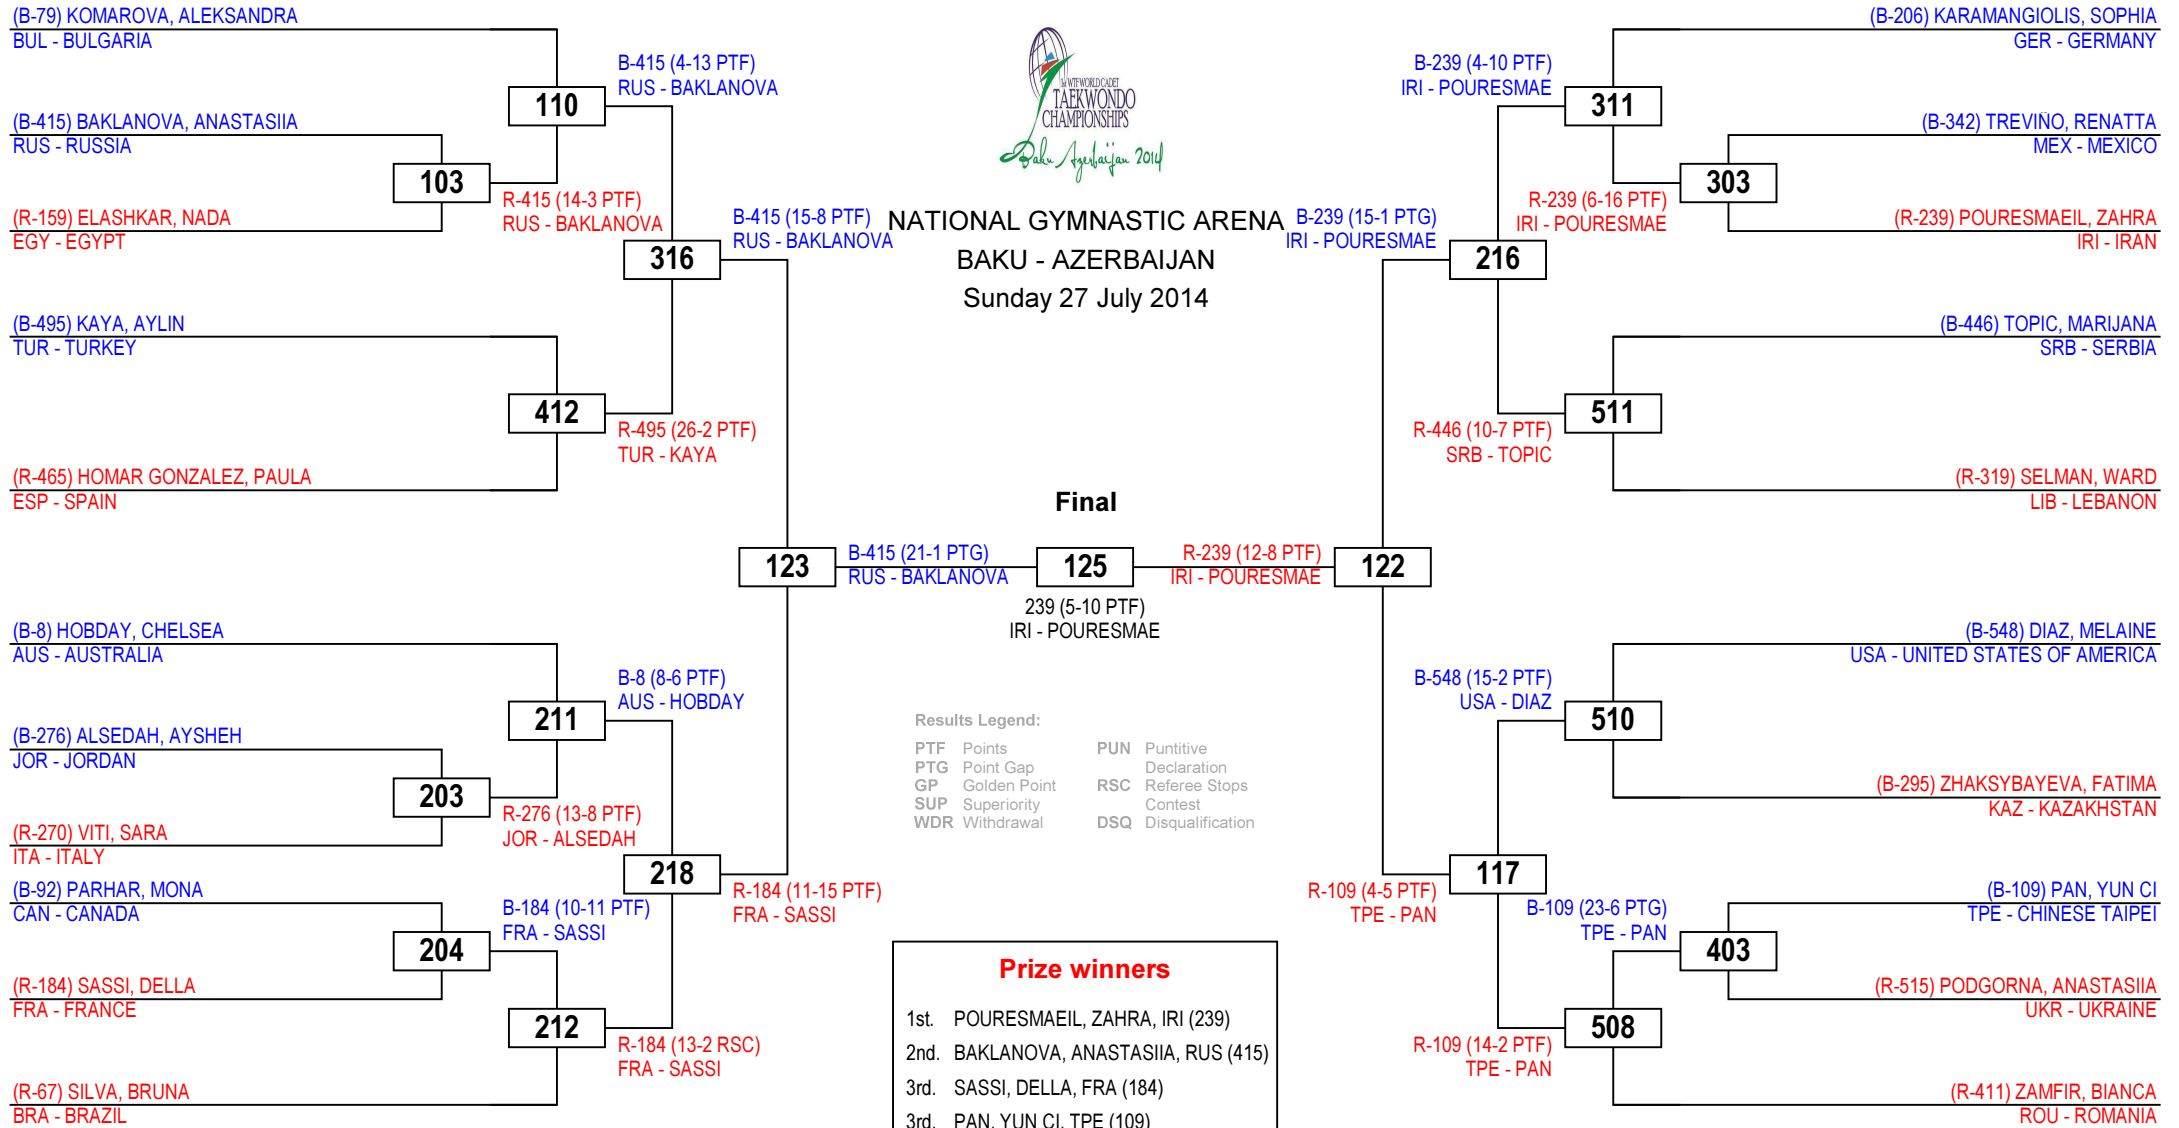 (B-79) KOMAROVA, ALEKSANDRA
BUL - BULGARIA
(B-415) BAKLANOVA, ANASTASIIA
RUS - RUSSIA
(R-159) ELASHKAR, NADA
EGY - EGYPT
(B-495) KAYA, AYLIN
TUR - TURKEY
(R-465) HOMAR GONZALEZ, PAULA
ESP - SPAIN
(B-8) HOBDAY, CHELSEA
AUS - AUSTRALIA
(B-276) ALSEDAH, AYSHEH
JOR - JORDAN
(R-270) VITI, SARA
ITA - ITALY
(B-92) PARHAR, MONA
CAN - CANADA
(R-184) SASSI, DELLA
FRA - FRANCE
(R-67) SILVA, BRUNA
BRA - BRAZIL
103
R-415 (14-3 PTF)
RUS - BAKLANOVA
203
R-276 (13-8 PTF)
JOR - ALSEDAH
204
B-184 (10-11 PTF)
FRA - SASSI
110
B-415 (4-13 PTF)
RUS - BAKLANOVA
412
R-495 (26-2 PTF)
TUR - KAYA
211
B-8 (8-6 PTF)
AUS - HOBDAY
212
R-184 (13-2 RSC)
FRA - SASSI
316
B-415 (15-8 PTF)
RUS - BAKLANOVA
218
R-184 (11-15 PTF)
FRA - SASSI
123
B-415 (21-1 PTG)
RUS - BAKLANOVA
1st WTF WORLD CADET
TAEKWONDO
CHAMPIONSHIPS
Baku Azerbaijan 2014
NATIONAL GYMNASTIC ARENA
BAKU - AZERBAIJAN
Sunday 27 July 2014
Final
125
239 (5-10 PTF)
IRI - POURESMAE
Results Legend:
PTF Points
PTG Point Gap
GP Golden Point
SUP Superiority
WDR Withdrawal
PUN Puntitive
Declaration
RSC Referee Stops
Contest
DSQ Disqualification
Prize winners
1st. POURESMAEIL, ZAHRA, IRI (239)
2nd. BAKLANOVA, ANASTASIIA, RUS (415)
3rd. SASSI, DELLA, FRA (184)
3rd. PAN, YUN CI, TPE (109)
R-239 (12-8 PTF)
IRI - POURESMAE
122
B-239 (15-1 PTG)
IRI - POURESMAE
216
R-109 (4-5 PTF)
TPE - PAN
117
B-239 (4-10 PTF)
IRI - POURESMAE
311
R-446 (10-7 PTF)
SRB - TOPIC
511
B-548 (15-2 PTF)
USA - DIAZ
510
R-109 (14-2 PTF)
TPE - PAN
508
R-239 (6-16 PTF)
IRI - POURESMAE
303
B-109 (23-6 PTG)
TPE - PAN
403
(B-206) KARAMANGIOLIS, SOPHIA
GER - GERMANY
(B-342) TREVIÑO, RENATTA
MEX - MEXICO
(R-239) POURESMAEIL, ZAHRA
IRI - IRAN
(B-446) TOPIC, MARIJANA
SRB - SERBIA
(R-319) SELMAN, WARD
LIB - LEBANON
(B-548) DIAZ, MELAINE
USA - UNITED STATES OF AMERICA
(B-295) ZHAKSYBAYEVA, FATIMA
KAZ - KAZAKHSTAN
(B-109) PAN, YUN CI
TPE - CHINESE TAIPEI
(R-515) PODGORNA, ANASTASIIA
UKR - UKRAINE
(R-411) ZAMFIR, BIANCA
ROU - ROMANIA